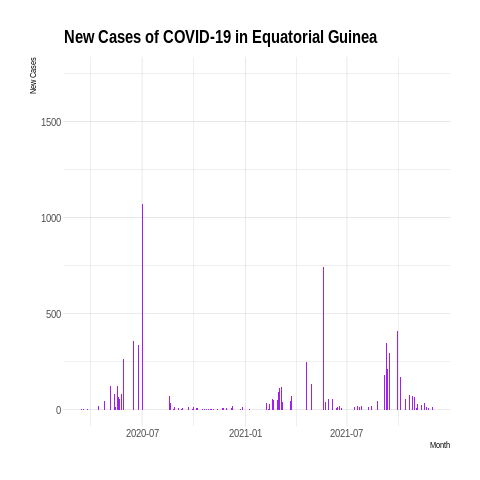 New Cases of COVID-19 in Equatorial Guinea
New Cases
1500
1000
500
0
2020-07
2021-01
2021-07
Month